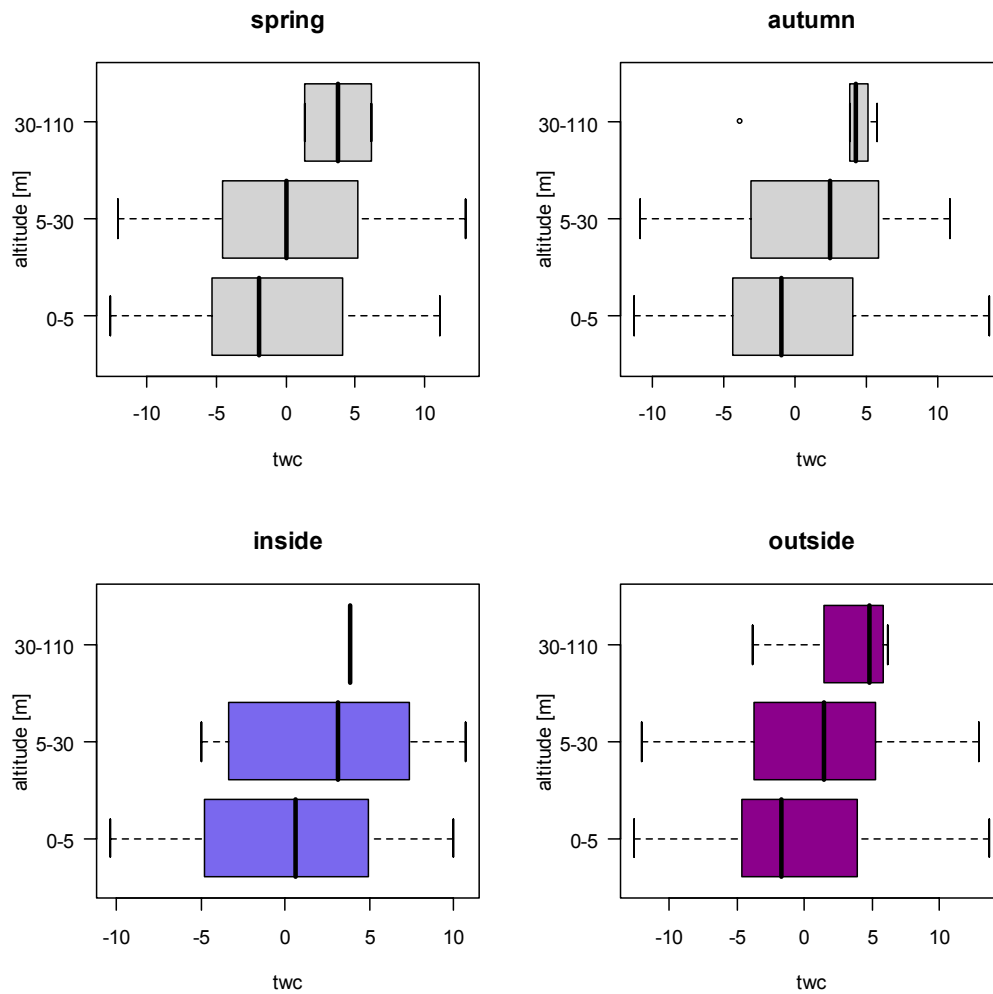 spring
altitude [m]
30-110
5-30
0-5
-10 -5 0 5 10
twc
autumn
altitude [m]
30-110
5-30
0-5
-10 -5 0 5 10
twc
inside
altitude [m]
30-110
5-30
0-5
-10 -5 0 5 10
twc
outside
altitude [m]
30-110
5-30
0-5
-10 -5 0 5 10
twc